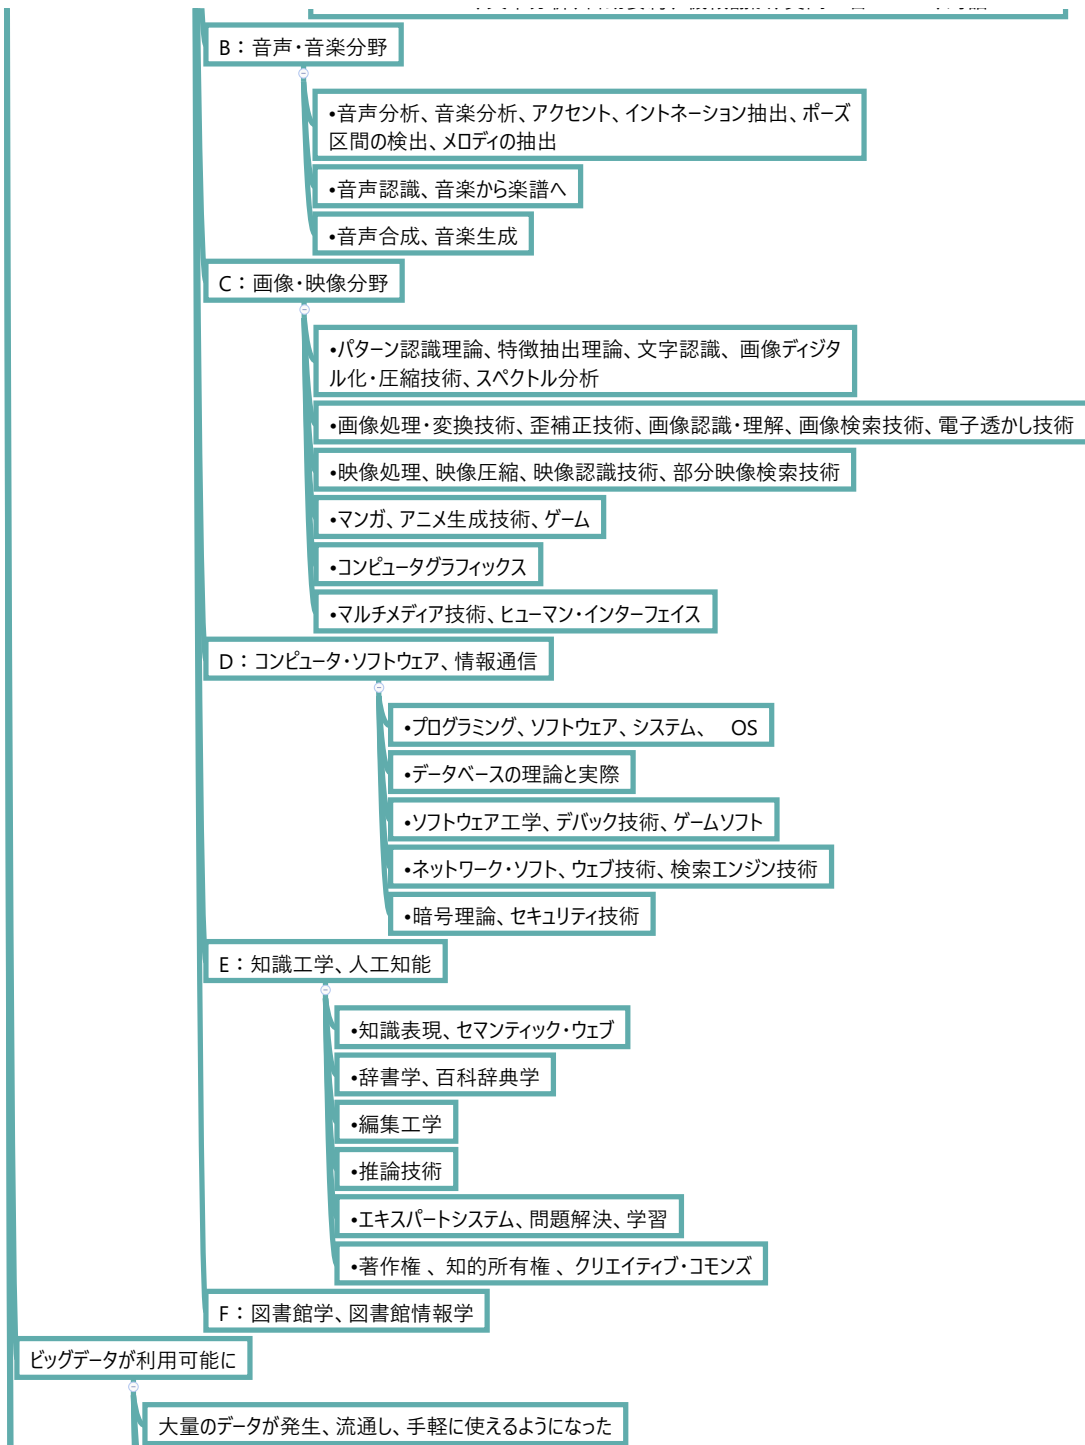 B：音声・音楽分野
•音声分析、音楽分析、アクセント、イントネーション抽出、ポーズ
区間の検出、メロディの抽出
•音声認識、音楽から楽譜へ
•音声合成、音楽生成
C：画像・映像分野
•パターン認識理論、特徴抽出理論、文字認識、 画像ディジタ
ル化・圧縮技術、スペクトル分析
•画像処理・変換技術、歪補正技術、画像認識・理解、画像検索技術、電子透かし技術
•映像処理、映像圧縮、映像認識技術、部分映像検索技術
•マンガ、アニメ生成技術、ゲーム
•コンピュータグラフィックス
•マルチメディア技術、ヒューマン・インターフェイス
D：コンピュータ・ソフトウェア、情報通信
•プログラミング、ソフトウェア、システム、　OS
•データベースの理論と実際
•ソフトウェア工学、デバック技術、ゲームソフト
•ネットワーク・ソフト、ウェブ技術、検索エンジン技術
•暗号理論、セキュリティ技術
E：知識工学、人工知能
•知識表現、セマンティック・ウェブ
•辞書学、百科辞典学
•編集工学
•推論技術
•エキスパートシステム、問題解決、学習
•著作権 、知的所有権 、クリエイティブ・コモンズ
F：図書館学、図書館情報学
ビッグデータが利用可能に
大量のデータが発生、流通し、手軽に使えるようになった